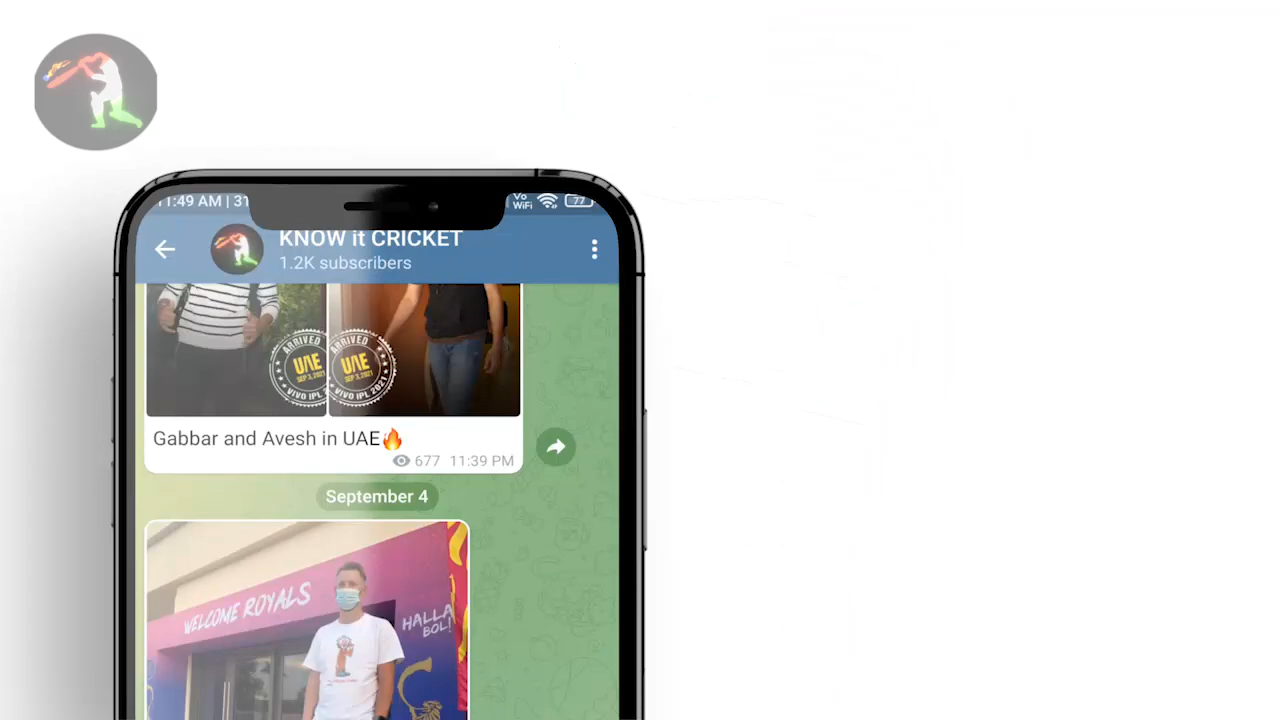 11:49 AM | 31
Vo
WiFi
77
KNOW it CRICKET
1.2K subscribers
ARRIVED
UAE
SEP 3, 2021
VIVO IPL 2021
ARRIVED
UAE
SEP 3, 2021
VIVO IPL 2021
Gabbar and Avesh in UAE🔥
677 11:39 PM
September 4
WELCOME ROYALS
HALLA
BOL!